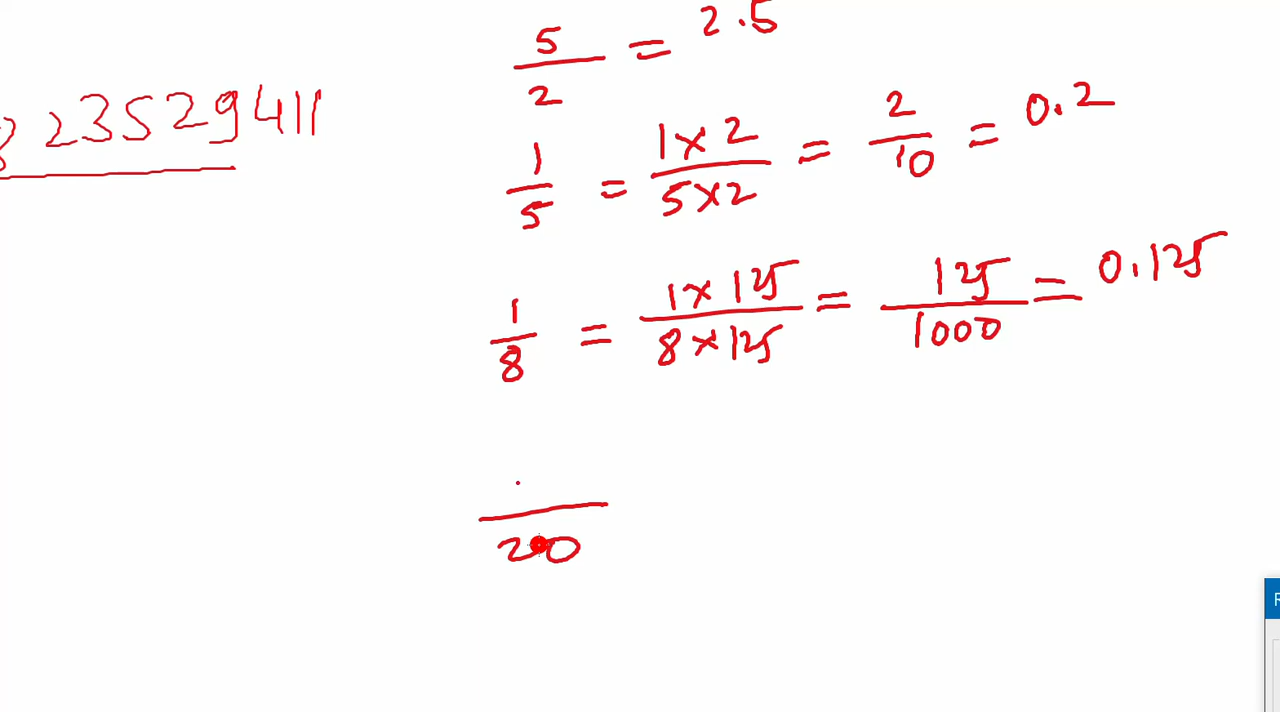 5/2 = 2.5
23529411
1/5 = 1×2/5×2 = 2/10 = 0.2
1/8 = 1×125/8×125 = 125/1000 = 0.125
20